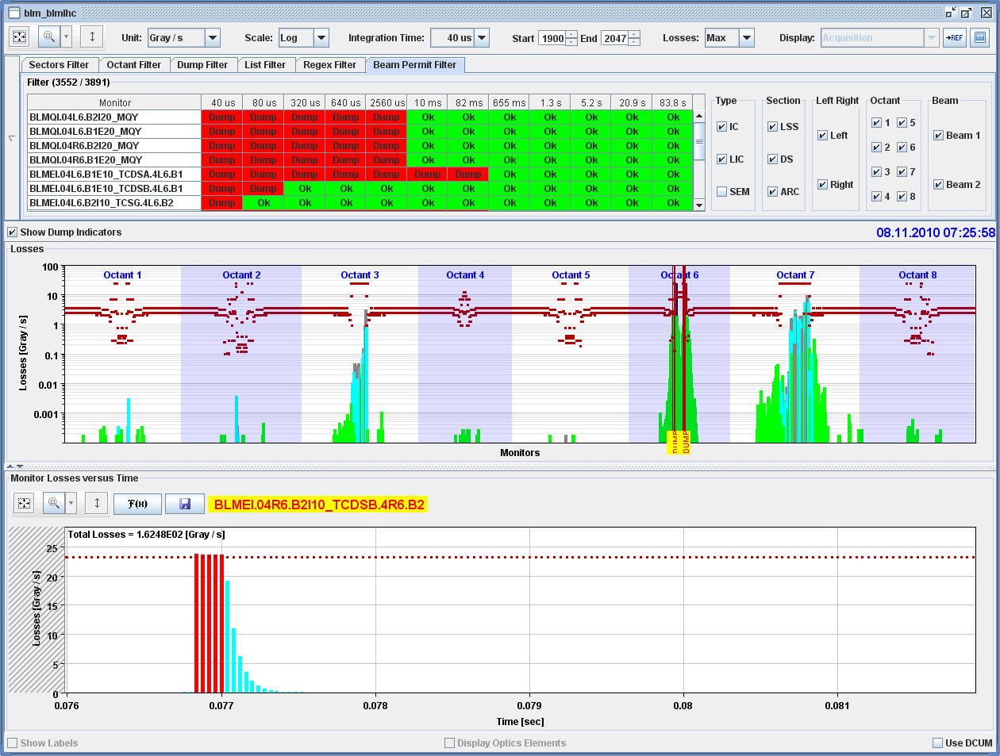 blm_blmlhc
Unit: Gray / s Scale: Log Integration Time: 40 us Start 1900 End 2047 Losses: Max Display: Acquisition →REF
Sectors Filter Octant Filter Dump Filter List Filter Regex Filter Beam Permit Filter
Filter (3552 / 3891)
Monitor 40 us 80 us 320 us 640 us 2560 us 10 ms 82 ms 655 ms 1.3 s 5.2 s 20.9 s 83.8 s
BLMQI.04L6.B2I20_MQY Dump Dump Dump Dump Dump Ok Ok Ok Ok Ok Ok Ok
BLMQI.04L6.B1E20_MQY Dump Dump Dump Dump Dump Ok Ok Ok Ok Ok Ok Ok
BLMQI.04R6.B2I20_MQY Dump Dump Dump Dump Dump Ok Ok Ok Ok Ok Ok Ok
BLMQI.04R6.B1E20_MQY Dump Dump Dump Dump Dump Ok Ok Ok Ok Ok Ok Ok
BLMEI.04L6.B1E10_TCDSA.4L6.B1 Dump Dump Dump Dump Dump Dump Dump Ok Ok Ok Ok Ok
BLMEI.04L6.B1E10_TCDSB.4L6.B1 Dump Dump Ok Ok Ok Ok Ok Ok Ok Ok Ok Ok
BLMEI.04L6.B2I10_TCSG.4L6.B2 Dump Ok Ok Ok Ok Ok Ok Ok Ok Ok Ok Ok
Type Section Left Right Octant Beam
IC LSS Left 1 5 Beam 1
LIC DS 2 6
SEM ARC Right 3 7 Beam 2
4 8
Show Dump Indicators 08.11.2010 07:25:58
Losses
Octant 1 Octant 2 Octant 3 Octant 4 Octant 5 Octant 6 Octant 7 Octant 8
Losses [Gray / s]
100
10
1
0.1
0.01
0.001
DUMP DUMP
Monitors
Monitor Losses versus Time
F(x) BLMEI.04R6.B2I10_TCDSB.4R6.B2
Total Losses = 1.6248E02 [Gray / s]
Losses [Gray / s]
25
20
15
10
5
0
0.076 0.077 0.078 0.079 0.08 0.081
Time [sec]
Show Labels Display Optics Elements Use DCUM